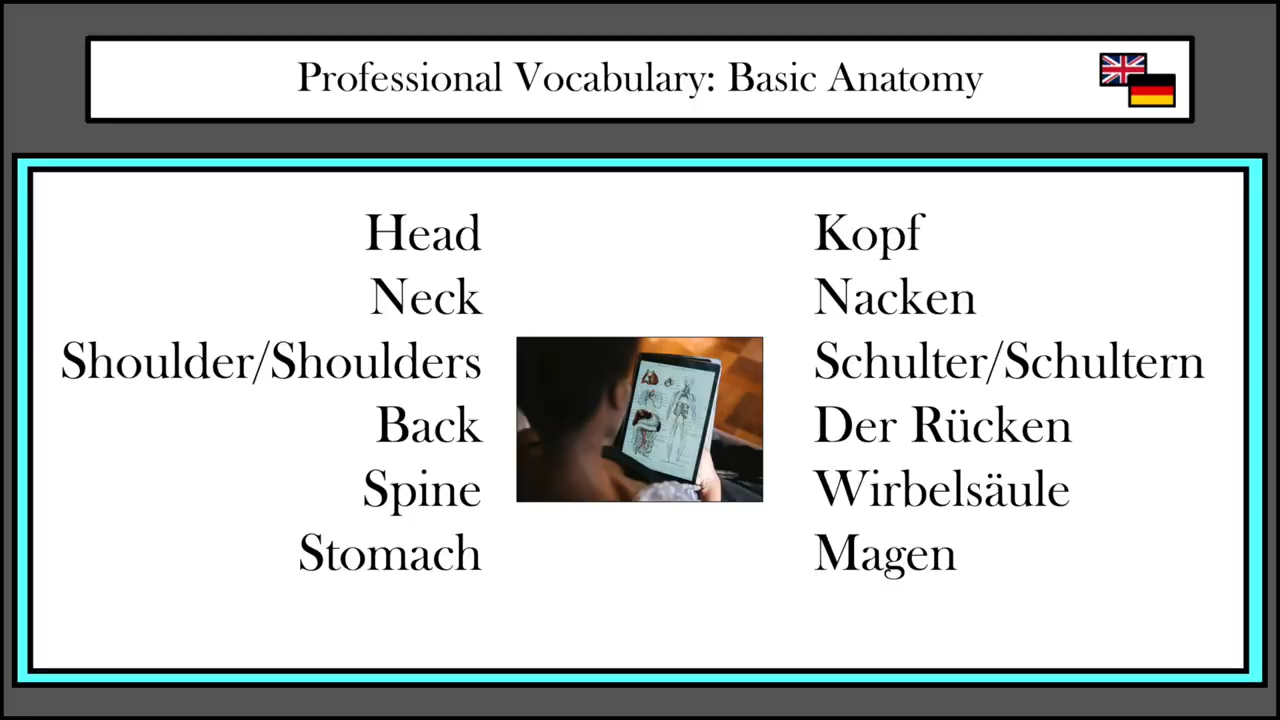 Professional Vocabulary: Basic Anatomy
Head Kopf
Neck Nacken
Shoulder/Shoulders Schulter/Schultern
Back Der Rücken
Spine Wirbelsäule
Stomach Magen